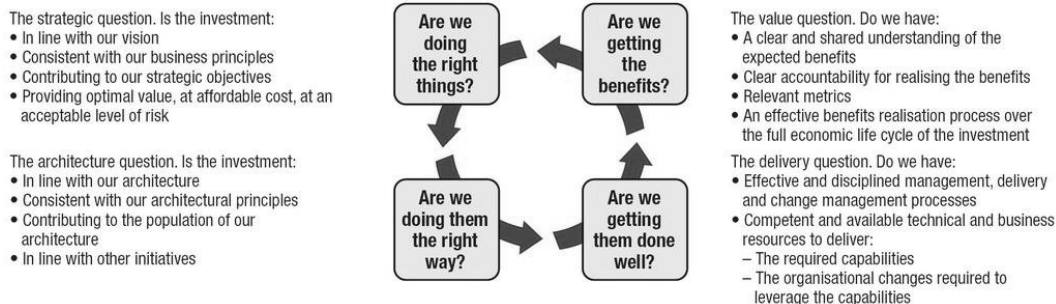 The strategic question. Is the investment:
• In line with our vision
• Consistent with our business principles
• Contributing to our strategic objectives
• Providing optimal value, at affordable cost, at an
acceptable level of risk
The architecture question. Is the investment:
• In line with our architecture
• Consistent with our architectural principles
• Contributing to the population of our
architecture
• In line with other initiatives
Are we
doing
the right
things?
Are we
getting
the
benefits?
Are we
doing them
the right
way?
Are we
getting
them done
well?
The value question. Do we have:
• A clear and shared understanding of the
expected benefits
• Clear accountability for realising the benefits
• Relevant metrics
• An effective benefits realisation process over
the full economic life cycle of the investment
The delivery question. Do we have:
• Effective and disciplined management, delivery
and change management processes
• Competent and available technical and business
resources to deliver:
– The required capabilities
– The organisational changes required to
leverage the capabilities